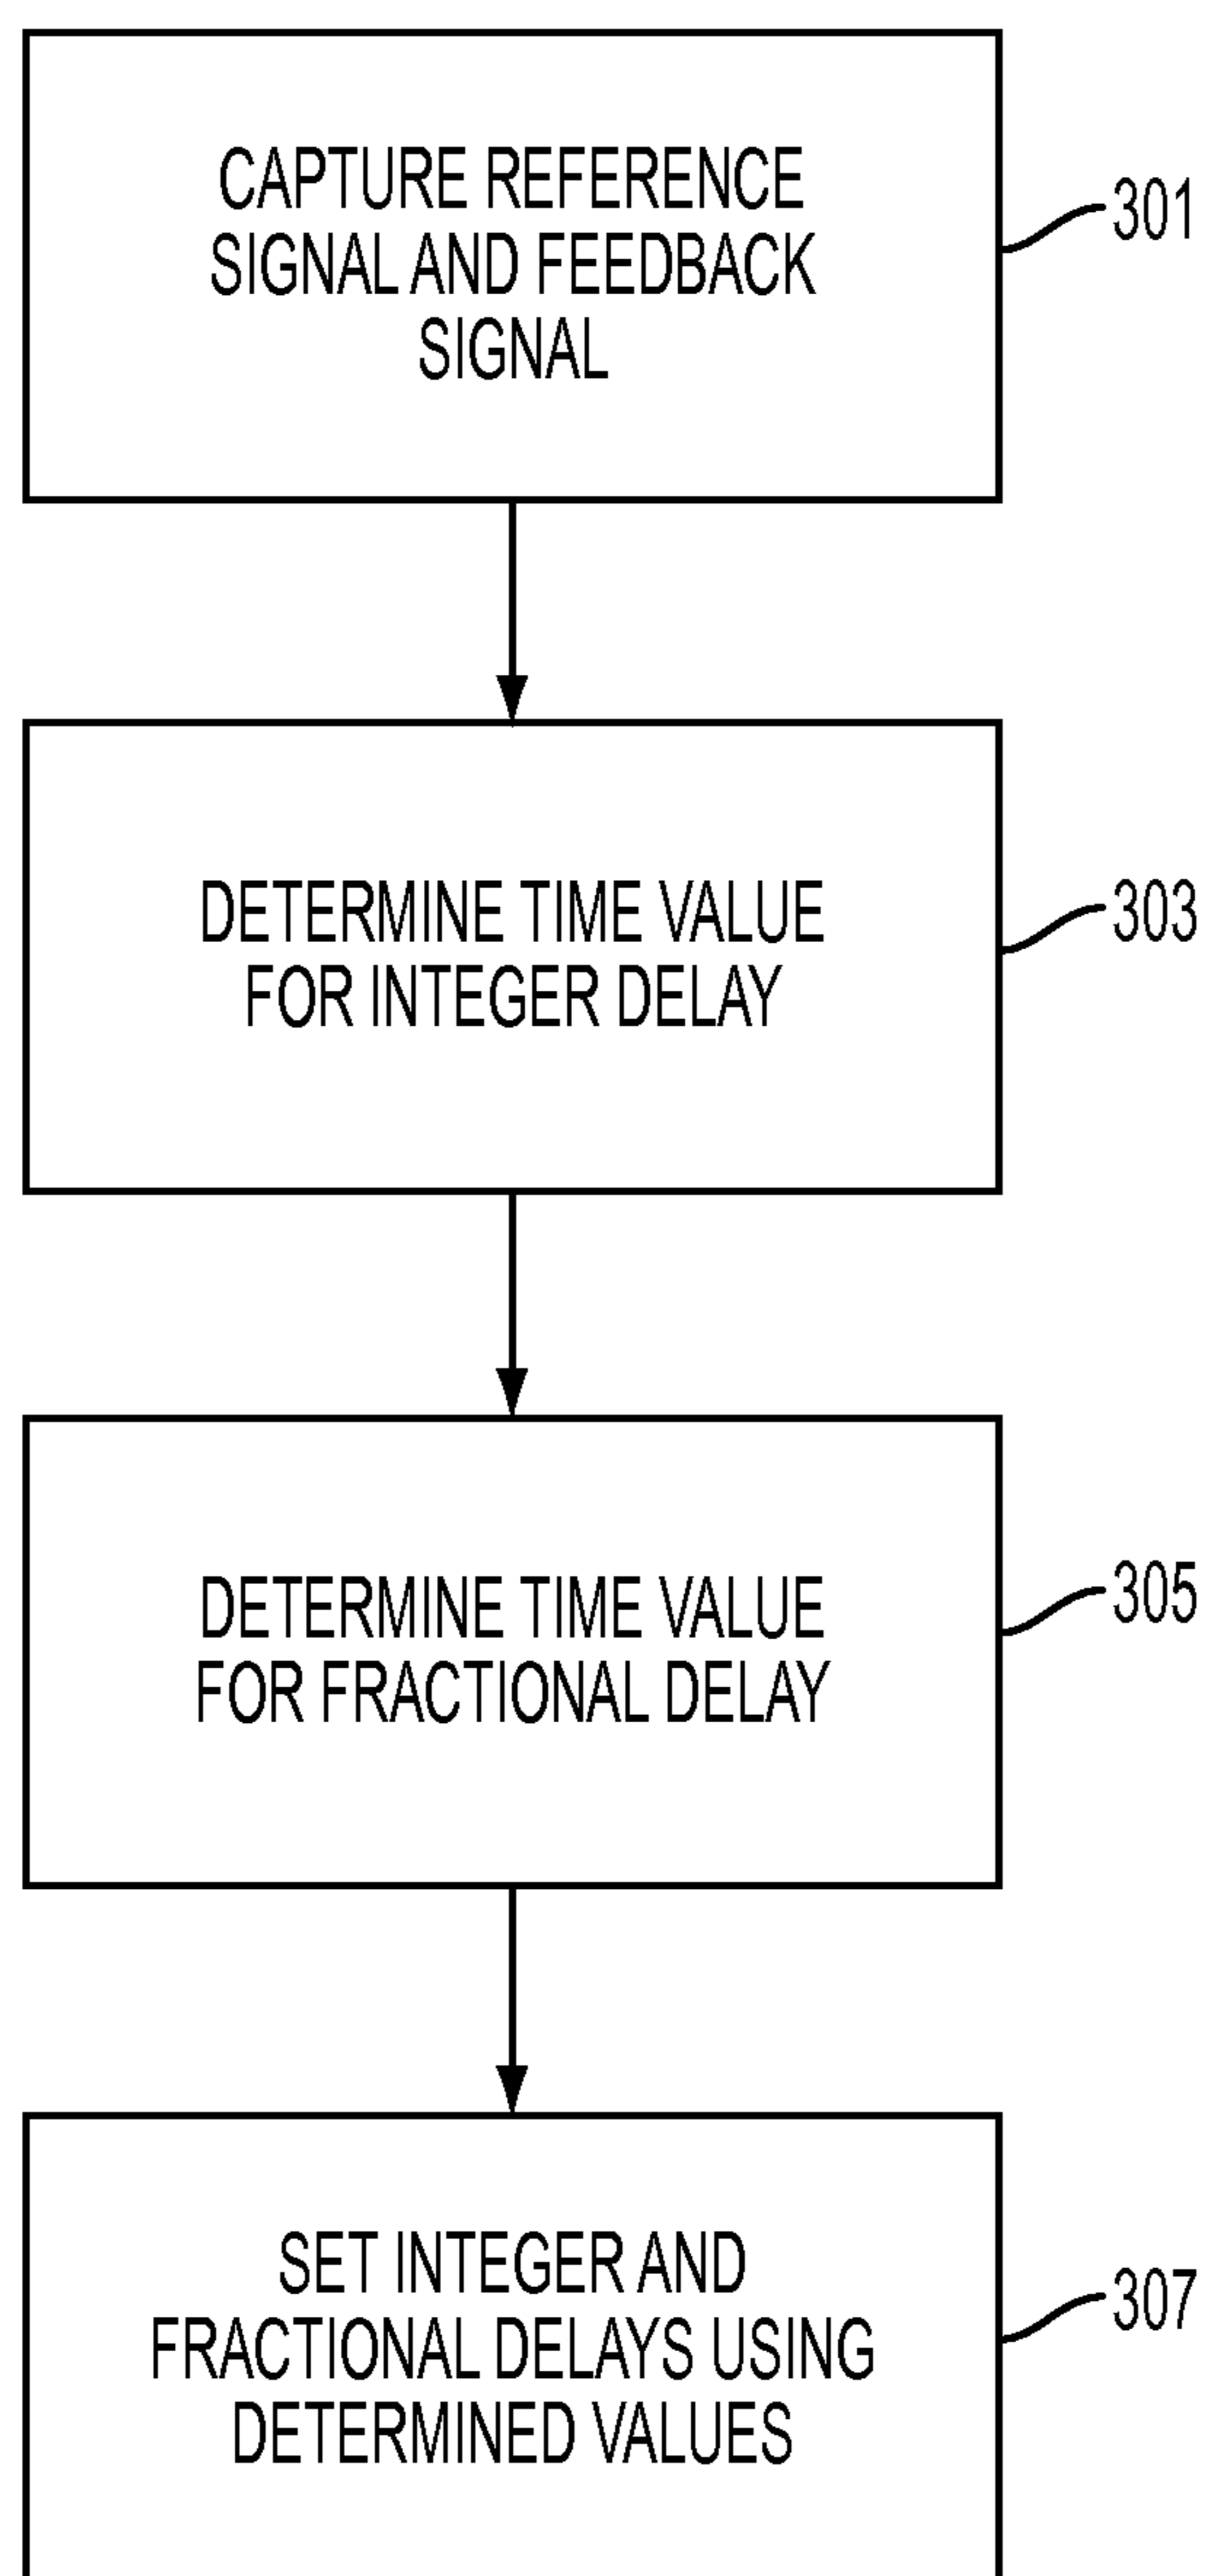 CAPTURE REFERENCE
SIGNAL AND FEEDBACK
SIGNAL
301
DETERMINE TIME VALUE
FOR INTEGER DELAY
303
DETERMINE TIME VALUE
FOR FRACTIONAL DELAY
305
SET INTEGER AND
FRACTIONAL DELAYS USING
DETERMINED VALUES
307